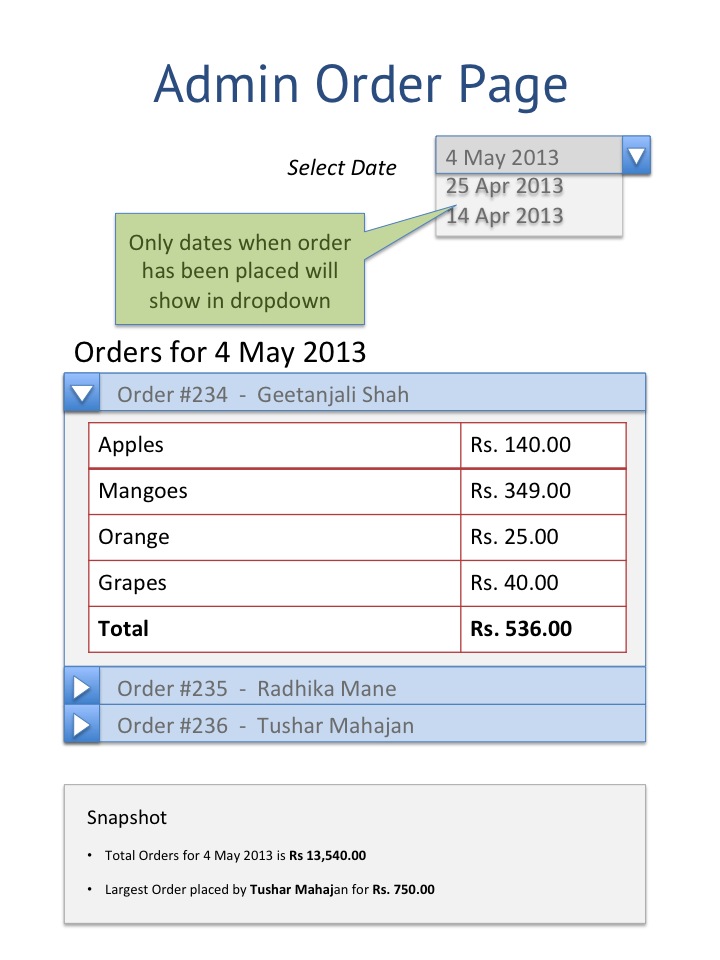 Admin Order Page
Select Date
4 May 2013
25 Apr 2013
14 Apr 2013
Only dates when order
has been placed will
show in dropdown
Orders for 4 May 2013
Order #234 - Geetanjali Shah
Apples Rs. 140.00
Mangoes Rs. 349.00
Orange Rs. 25.00
Grapes Rs. 40.00
Total Rs. 536.00
Order #235 - Radhika Mane
Order #236 - Tushar Mahajan
Snapshot
• Total Orders for 4 May 2013 is Rs 13,540.00
• Largest Order placed by Tushar Mahajan for Rs. 750.00